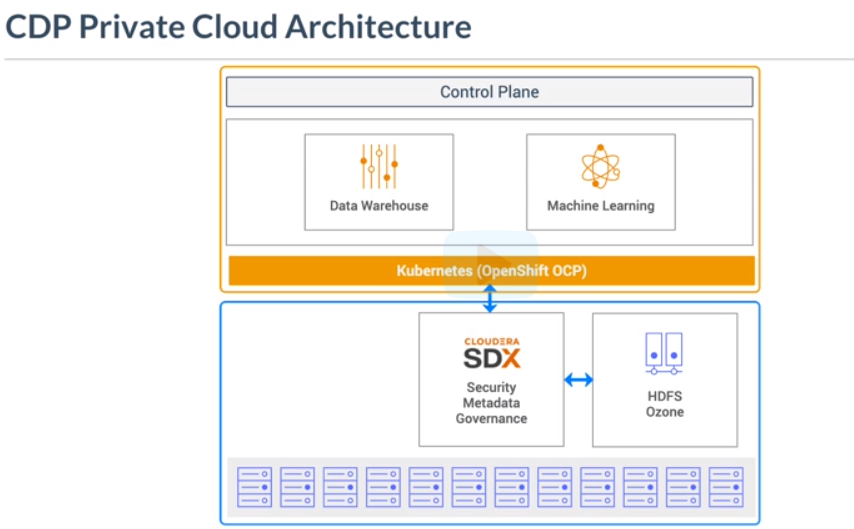 CDP Private Cloud Architecture
Control Plane
Data Warehouse
Machine Learning
Kubernetes (OpenShift OCP)
CLOUDERA
SDX
Security
Metadata
Governance
HDFS
Ozone